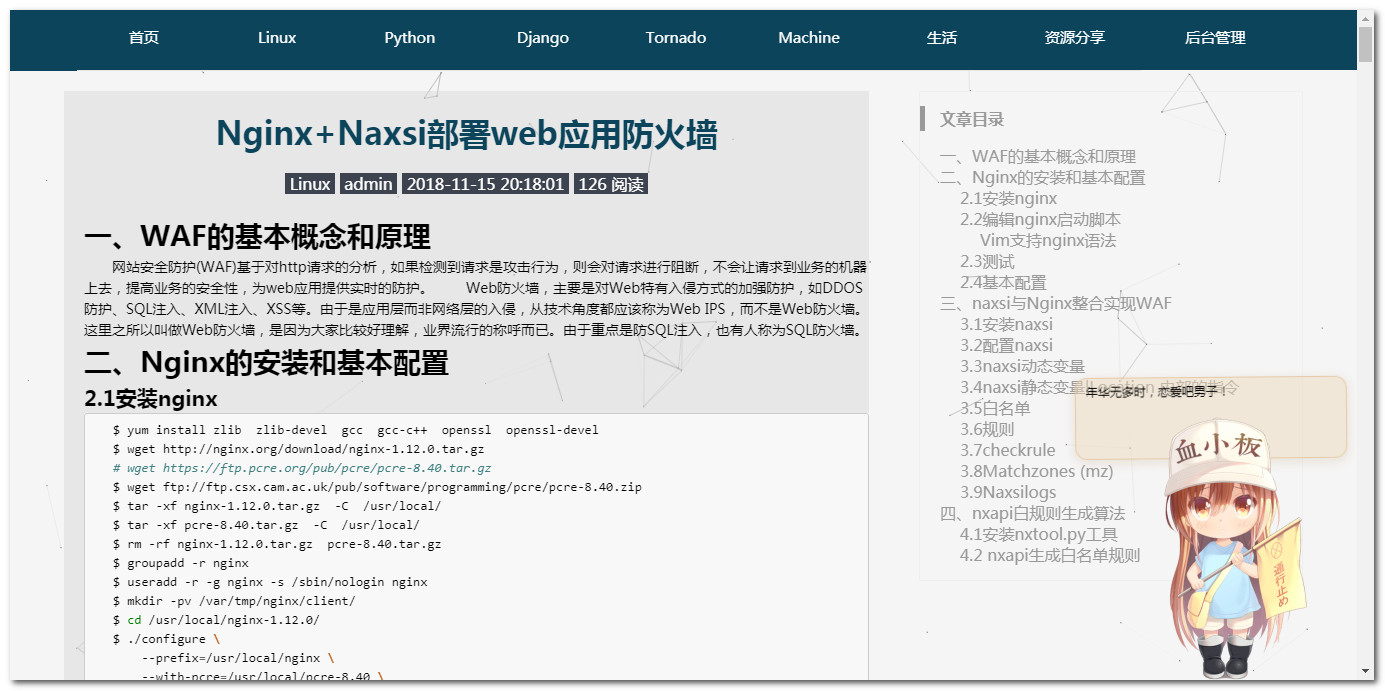 首页 Linux Python Django Tornado Machine 生活 资源分享 后台管理
Nginx+Naxsi部署web应用防火墙
Linux admin 2018-11-15 20:18:01 126 阅读
一、WAF的基本概念和原理
网站安全防护(WAF)基于对http请求的分析，如果检测到请求是攻击行为，则会对请求进行阻断，不会让请求到业务的机器
上去，提高业务的安全性，为web应用提供实时的防护。 Web防火墙，主要是对Web特有入侵方式的加强防护，如DDOS
防护、SQL注入、XML注入、XSS等。由于是应用层而非网络层的入侵，从技术角度都应该称为Web IPS，而不是Web防火墙。
这里之所以叫做Web防火墙，是因为大家比较好理解，业界流行的称呼而已。由于重点是防SQL注入，也有人称为SQL防火墙。
二、Nginx的安装和基本配置
2.1安装nginx
$ yum install zlib  zlib-devel  gcc  gcc-c++  openssl  openssl-devel
$ wget http://nginx.org/download/nginx-1.12.0.tar.gz
# wget https://ftp.pcre.org/pub/pcre/pcre-8.40.tar.gz
$ wget ftp://ftp.csx.cam.ac.uk/pub/software/programming/pcre/pcre-8.40.zip
$ tar -xf nginx-1.12.0.tar.gz  -C  /usr/local/
$ tar -xf pcre-8.40.tar.gz  -C  /usr/local/
$ rm -rf nginx-1.12.0.tar.gz  pcre-8.40.tar.gz
$ groupadd -r nginx
$ useradd -r -g nginx -s /sbin/nologin nginx
$ mkdir -pv /var/tmp/nginx/client/
$ cd /usr/local/nginx-1.12.0/
$ ./configure \
--prefix=/usr/local/nginx \
--with-pcre=/usr/local/pcre-8.40 \
文章目录
一、WAF的基本概念和原理
二、Nginx的安装和基本配置
2.1安装nginx
2.2编辑nginx启动脚本
Vim支持nginx语法
2.3测试
2.4基本配置
三、naxsi与Nginx整合实现WAF
3.1安装naxsi
3.2配置naxsi
3.3naxsi动态变量
3.4naxsi静态变量|Location 内部的指令
3.5白名单
3.6规则
3.7checkrule
3.8Matchzones (mz)
3.9Naxsilogs
四、nxapi白规则生成算法
4.1安装nxtool.py工具
4.2 nxapi生成白名单规则
年华无多时，恋爱吧男子！
血小板
通行止め